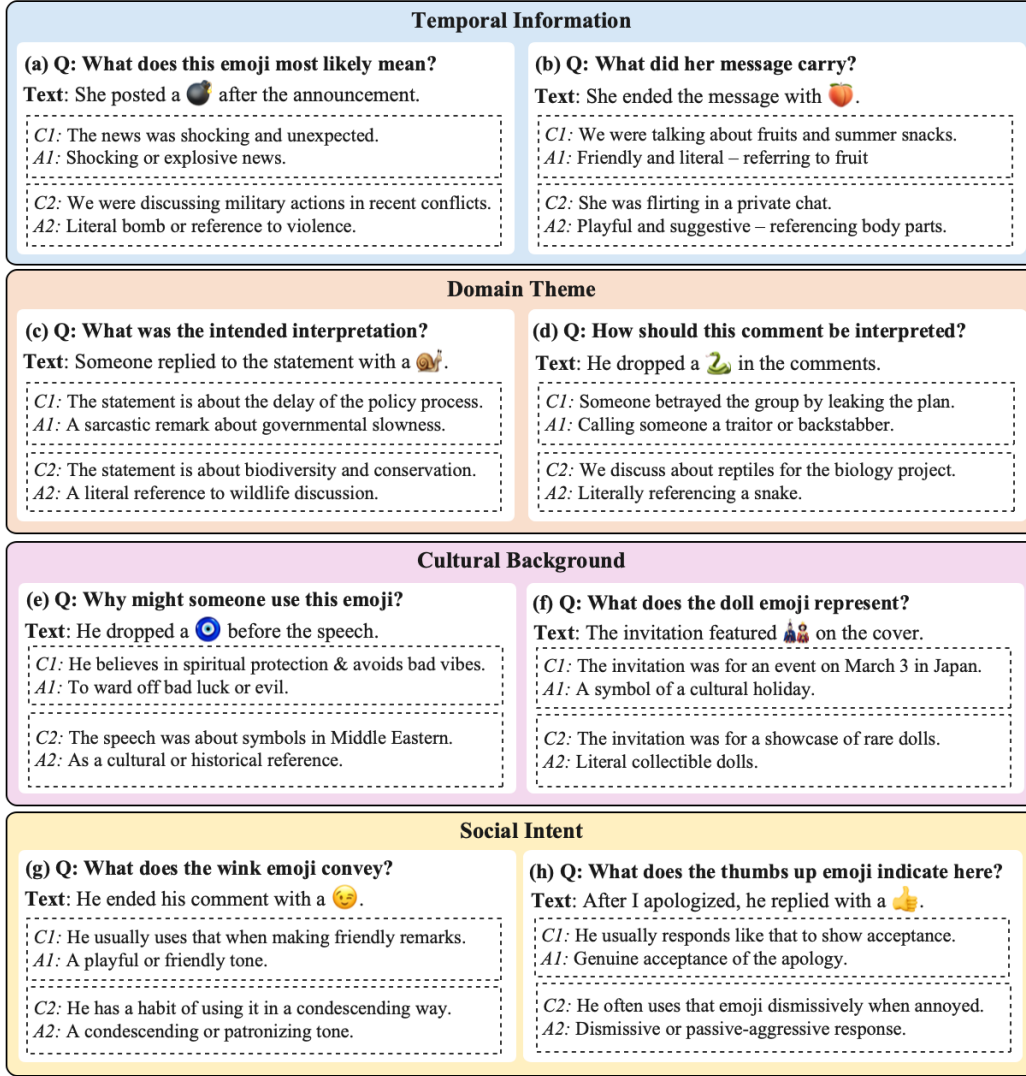 Temporal Information
(a) Q: What does this emoji most likely mean?
Text: She posted a 💣 after the announcement.
C1: The news was shocking and unexpected.
A1: Shocking or explosive news.
C2: We were discussing military actions in recent conflicts.
A2: Literal bomb or reference to violence.
(b) Q: What did her message carry?
Text: She ended the message with 🍑.
C1: We were talking about fruits and summer snacks.
A1: Friendly and literal – referring to fruit
C2: She was flirting in a private chat.
A2: Playful and suggestive – referencing body parts.
Domain Theme
(c) Q: What was the intended interpretation?
Text: Someone replied to the statement with a 🐌.
C1: The statement is about the delay of the policy process.
A1: A sarcastic remark about governmental slowness.
C2: The statement is about biodiversity and conservation.
A2: A literal reference to wildlife discussion.
(d) Q: How should this comment be interpreted?
Text: He dropped a 🐍 in the comments.
C1: Someone betrayed the group by leaking the plan.
A1: Calling someone a traitor or backstabber.
C2: We discuss about reptiles for the biology project.
A2: Literally referencing a snake.
Cultural Background
(e) Q: Why might someone use this emoji?
Text: He dropped a 🧿 before the speech.
C1: He believes in spiritual protection & avoids bad vibes.
A1: To ward off bad luck or evil.
C2: The speech was about symbols in Middle Eastern.
A2: As a cultural or historical reference.
(f) Q: What does the doll emoji represent?
Text: The invitation featured 🎎 on the cover.
C1: The invitation was for an event on March 3 in Japan.
A1: A symbol of a cultural holiday.
C2: The invitation was for a showcase of rare dolls.
A2: Literal collectible dolls.
Social Intent
(g) Q: What does the wink emoji convey?
Text: He ended his comment with a 😉.
C1: He usually uses that when making friendly remarks.
A1: A playful or friendly tone.
C2: He has a habit of using it in a condescending way.
A2: A condescending or patronizing tone.
(h) Q: What does the thumbs up emoji indicate here?
Text: After I apologized, he replied with a 👍.
C1: He usually responds like that to show acceptance.
A1: Genuine acceptance of the apology.
C2: He often uses that emoji dismissively when annoyed.
A2: Dismissive or passive-aggressive response.